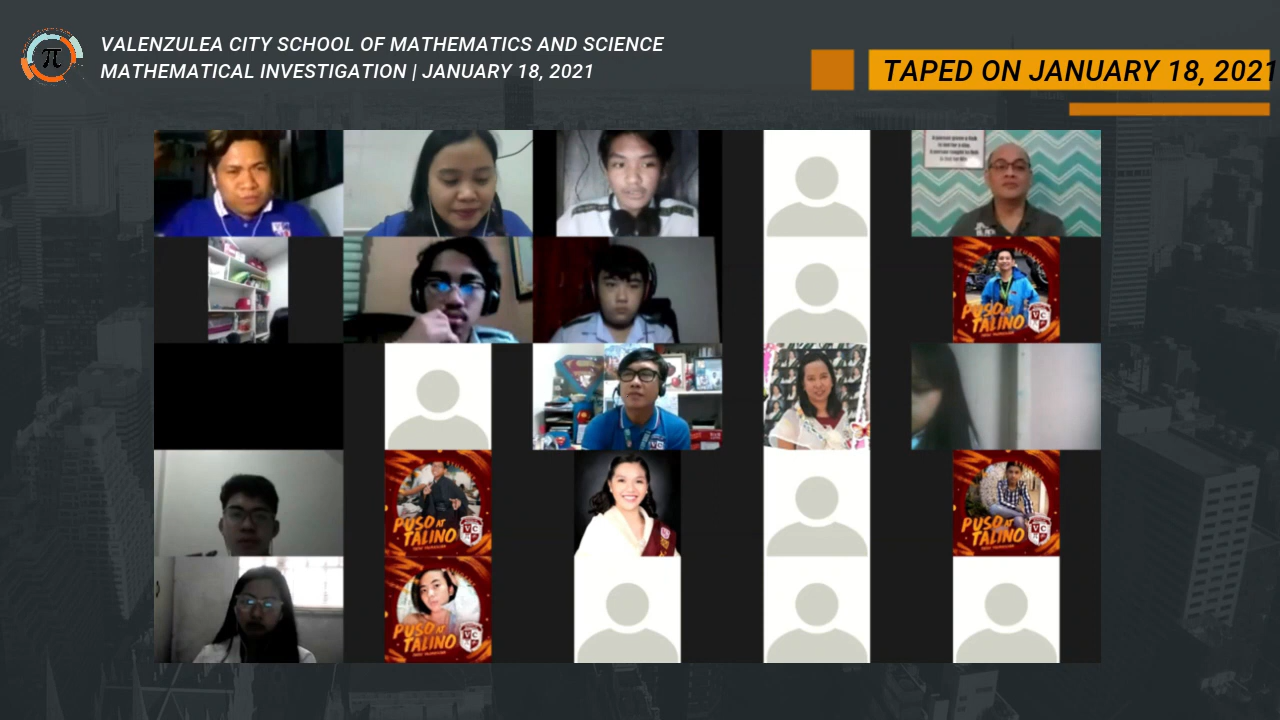 VALENZULEA CITY SCHOOL OF MATHEMATICS AND SCIENCE
MATHEMATICAL INVESTIGATION | JANUARY 18, 2021
TAPED ON JANUARY 18, 2021
π
PUSO AT
TALINO
PUSO AT
TALINO
PUSO AT
TALINO
PUSO AT
TALINO